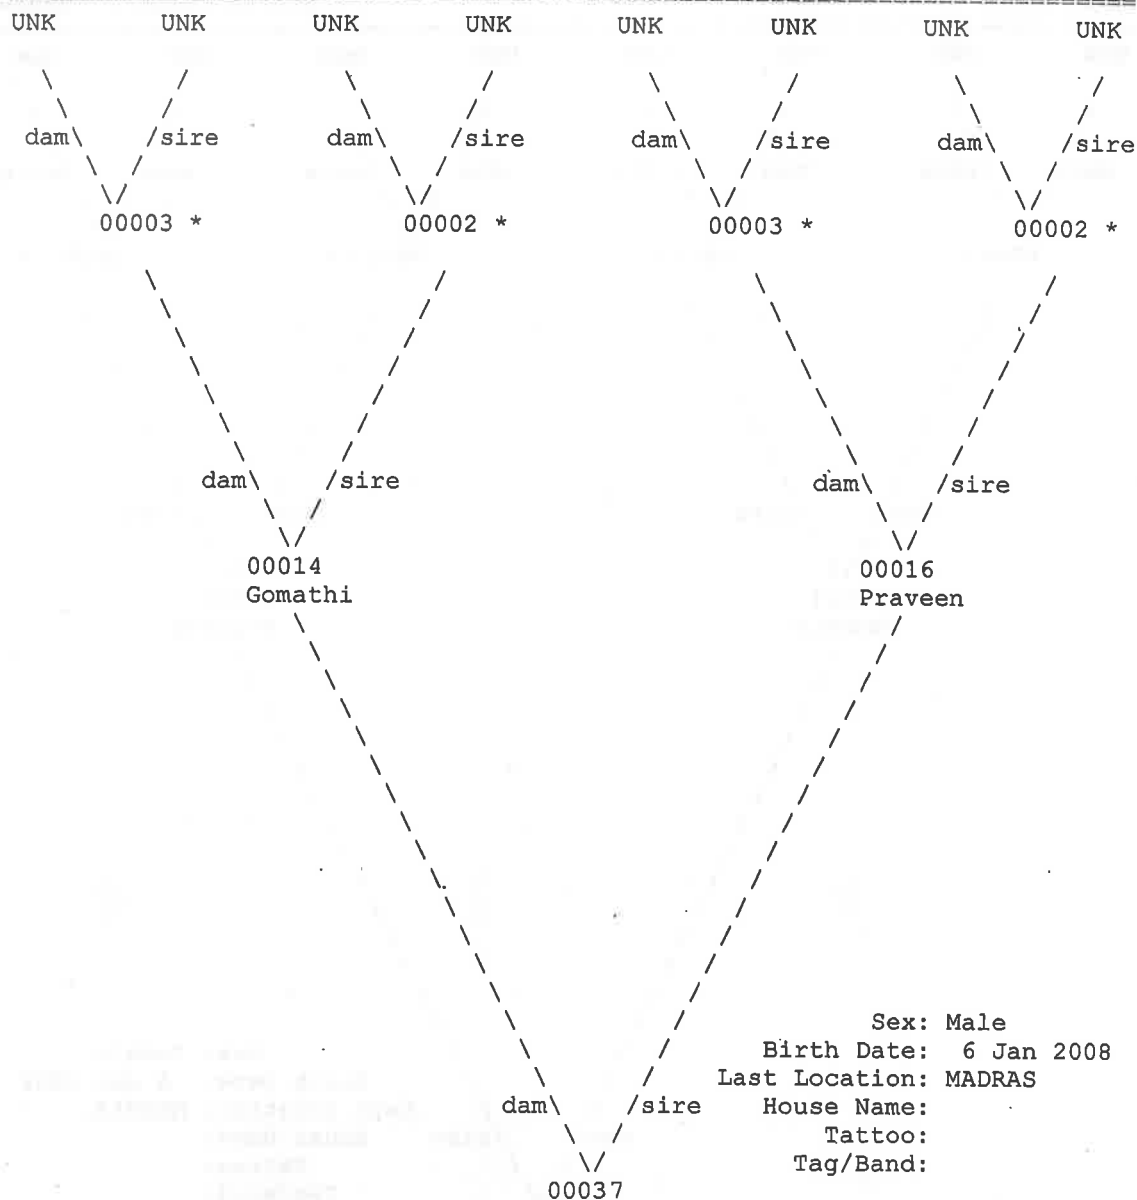 UNK UNK UNK UNK UNK UNK UNK UNK
dam\ /sire dam\ /sire dam\ /sire dam\ /sire
00003 * 00002 * 00003 * 00002 *
dam\ /sire dam\ /sire
00014 00016
Gomathi Praveen
Sex: Male
Birth Date: 6 Jan 2008
Last Location: MADRAS
dam\ /sire House Name:
Tattoo:
Tag/Band:
00037